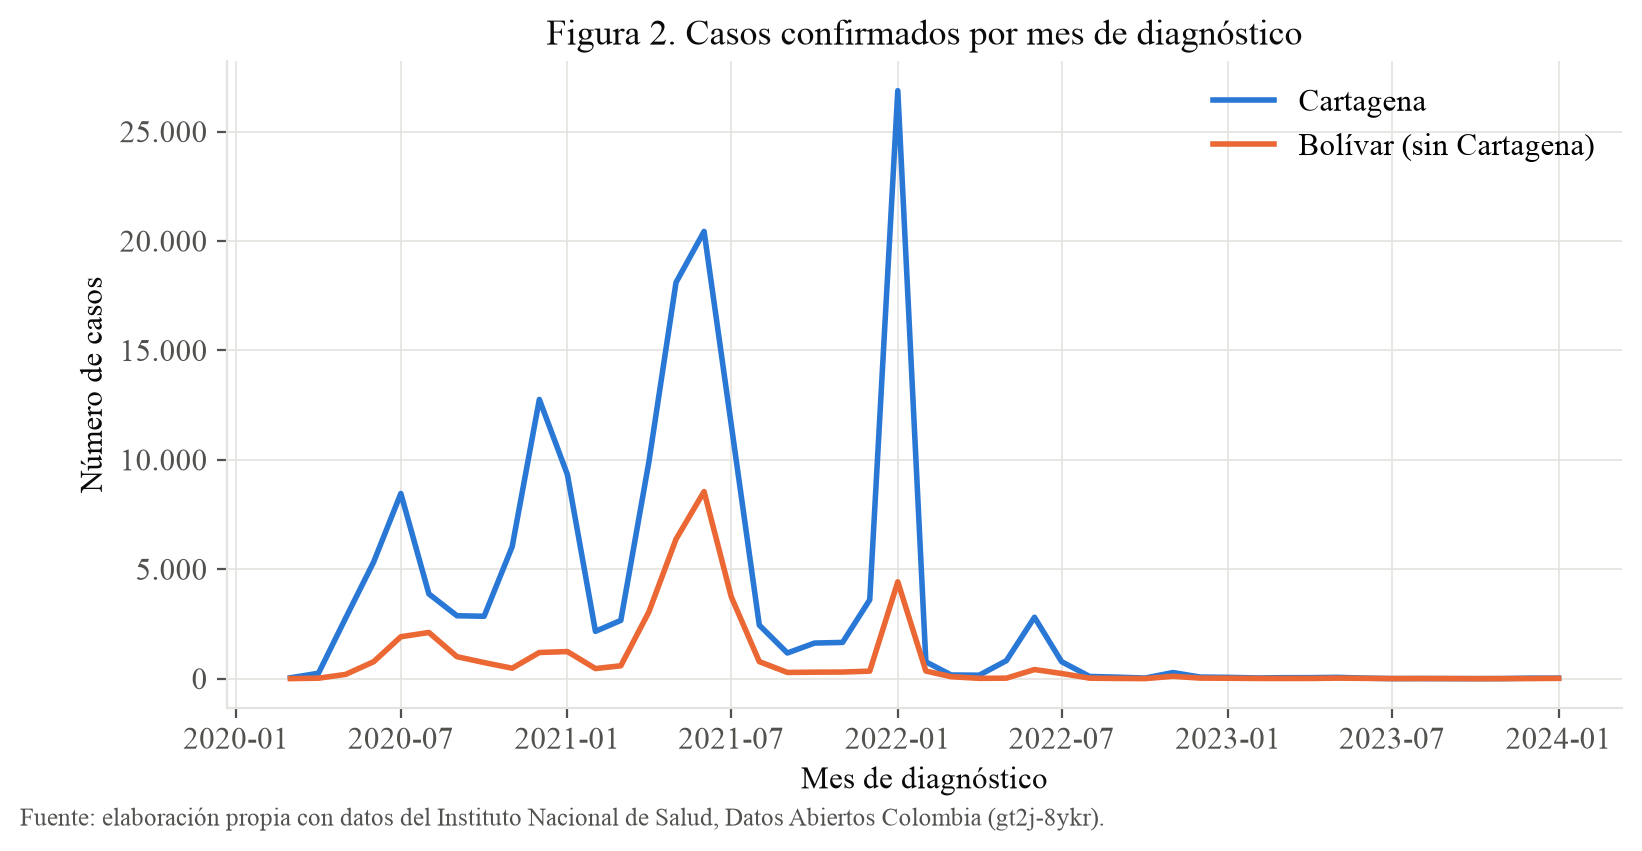 Figura 2. Casos confirmados por mes de diagnóstico
Cartagena
Bolívar (sin Cartagena)
Número de casos
25.000
20.000
15.000
10.000
5.000
0
2020-01 2020-07 2021-01 2021-07 2022-01 2022-07 2023-01 2023-07 2024-01
Mes de diagnóstico
Fuente: elaboración propia con datos del Instituto Nacional de Salud, Datos Abiertos Colombia (gt2j-8ykr).